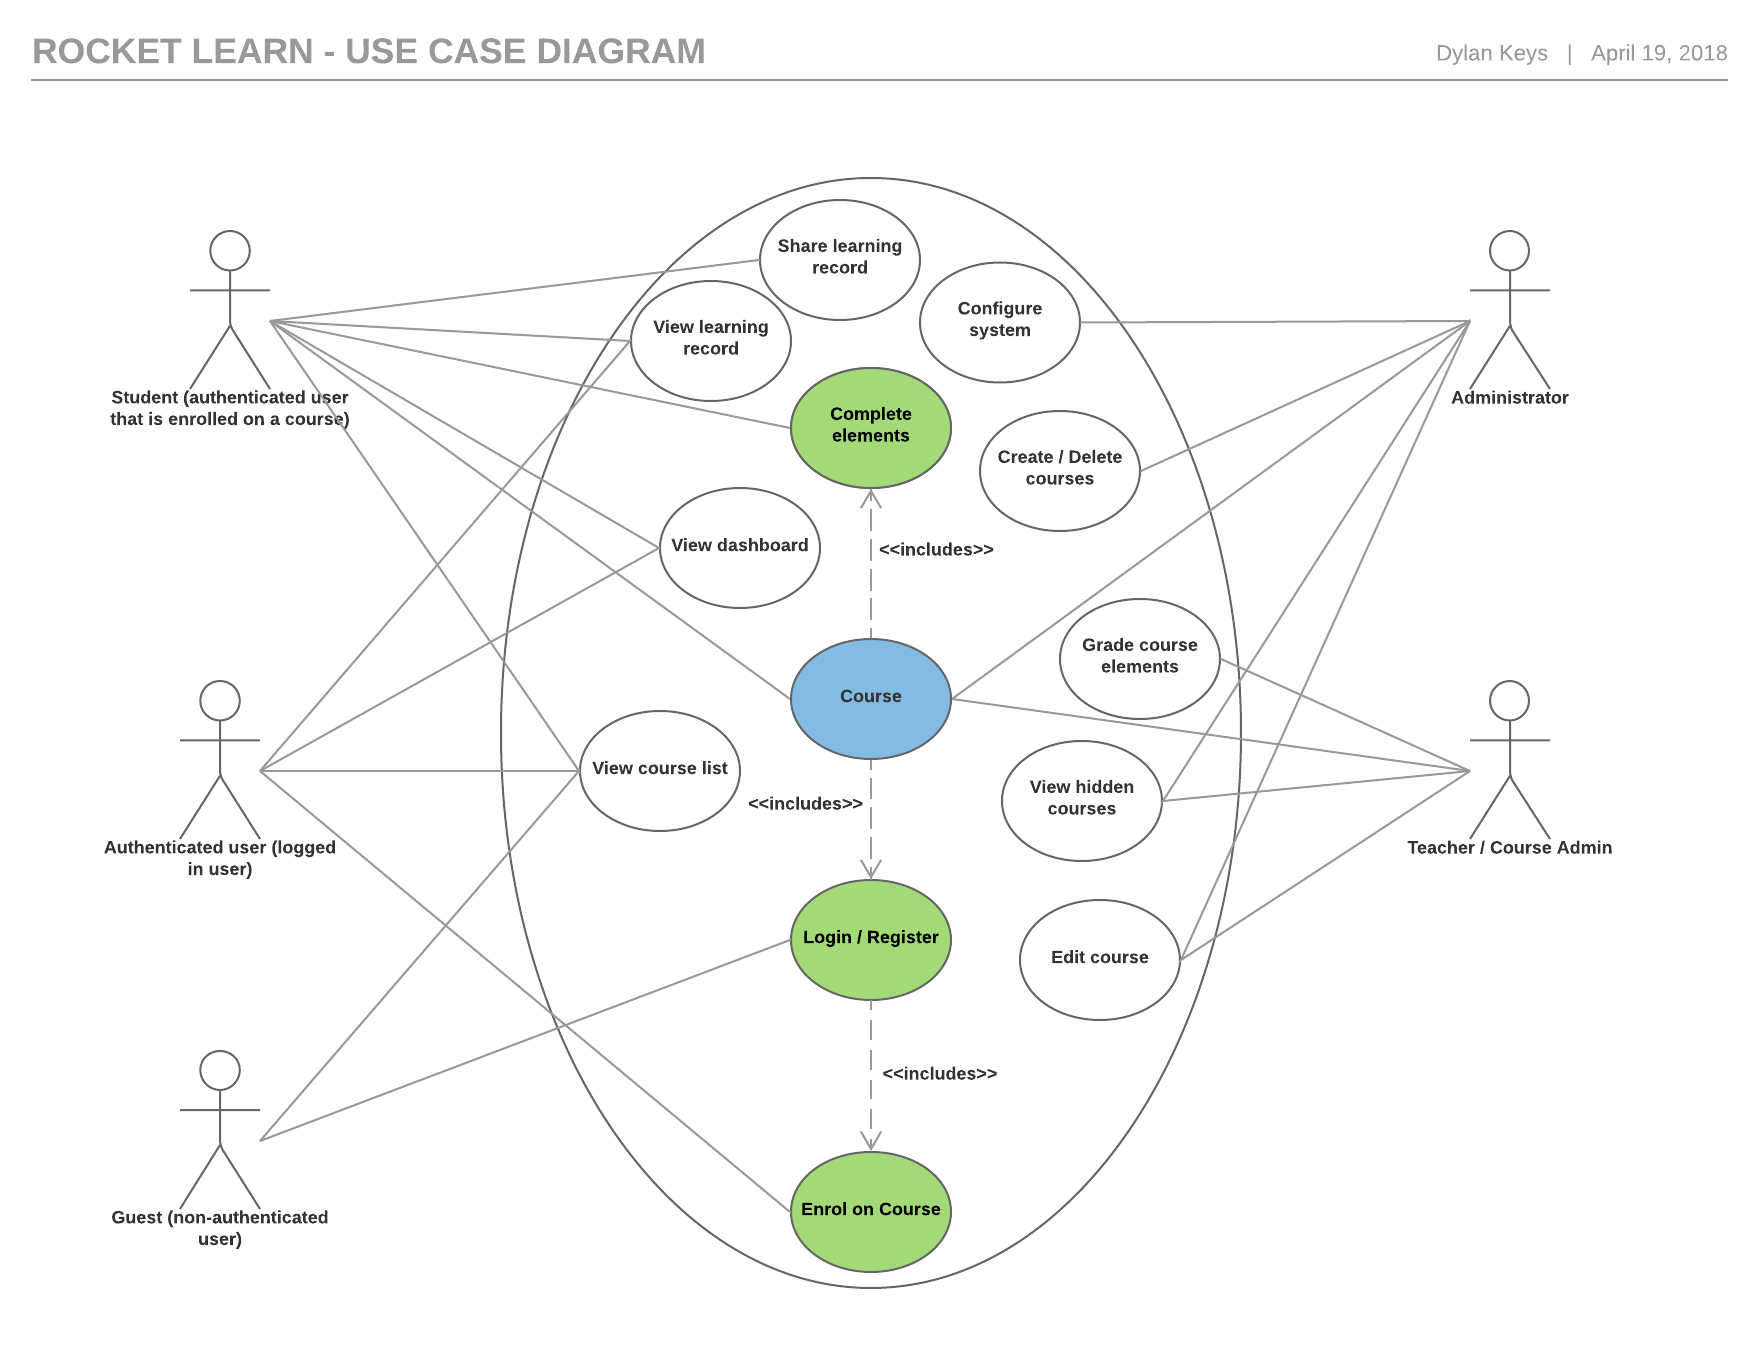 ROCKET LEARN - USE CASE DIAGRAM
Dylan Keys | April 19, 2018
Share learning
record
Configure
system
View learning
record
Student (authenticated user
that is enrolled on a course)
Administrator
Complete
elements
Create / Delete
courses
View dashboard
<<includes>>
Grade course
elements
Course
View course list
View hidden
courses
<<includes>>
Authenticated user (logged
in user)
Teacher / Course Admin
Login / Register
Edit course
<<includes>>
Enrol on Course
Guest (non-authenticated
user)